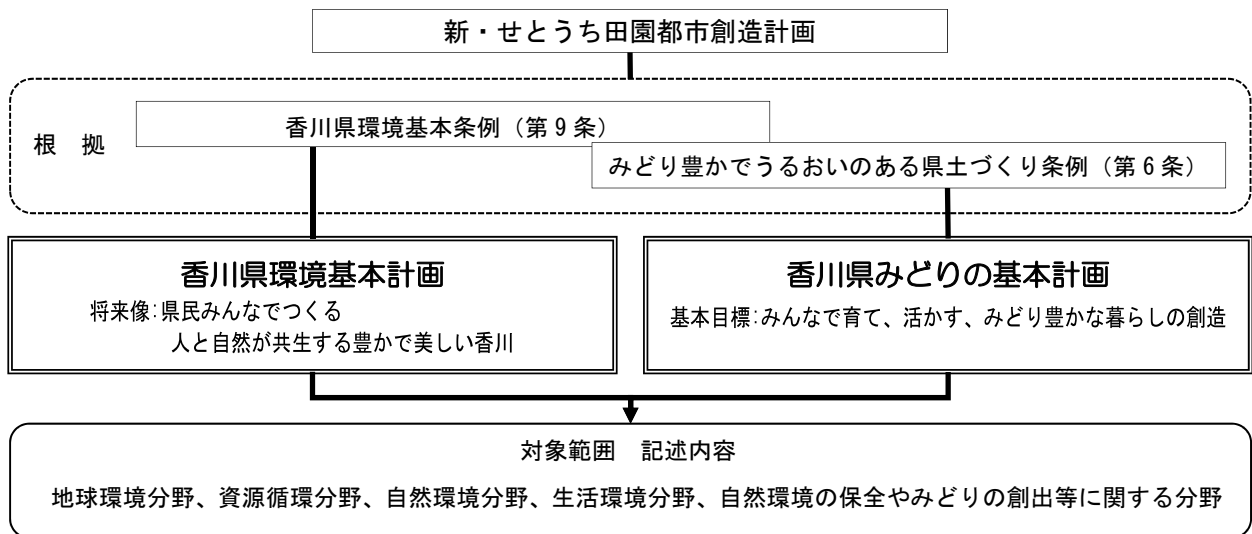 新・せとうち田園都市創造計画
香川県環境基本条例（第9条）
根　拠
みどり豊かでうるおいのある県土づくり条例（第6条）
香川県環境基本計画
将来像：県民みんなでつくる
人と自然が共生する豊かで美しい香川
香川県みどりの基本計画
基本目標：みんなで育て、活かす、みどり豊かな暮らしの創造
対象範囲　記述内容
地球環境分野、資源循環分野、自然環境分野、生活環境分野、自然環境の保全やみどりの創出等に関する分野